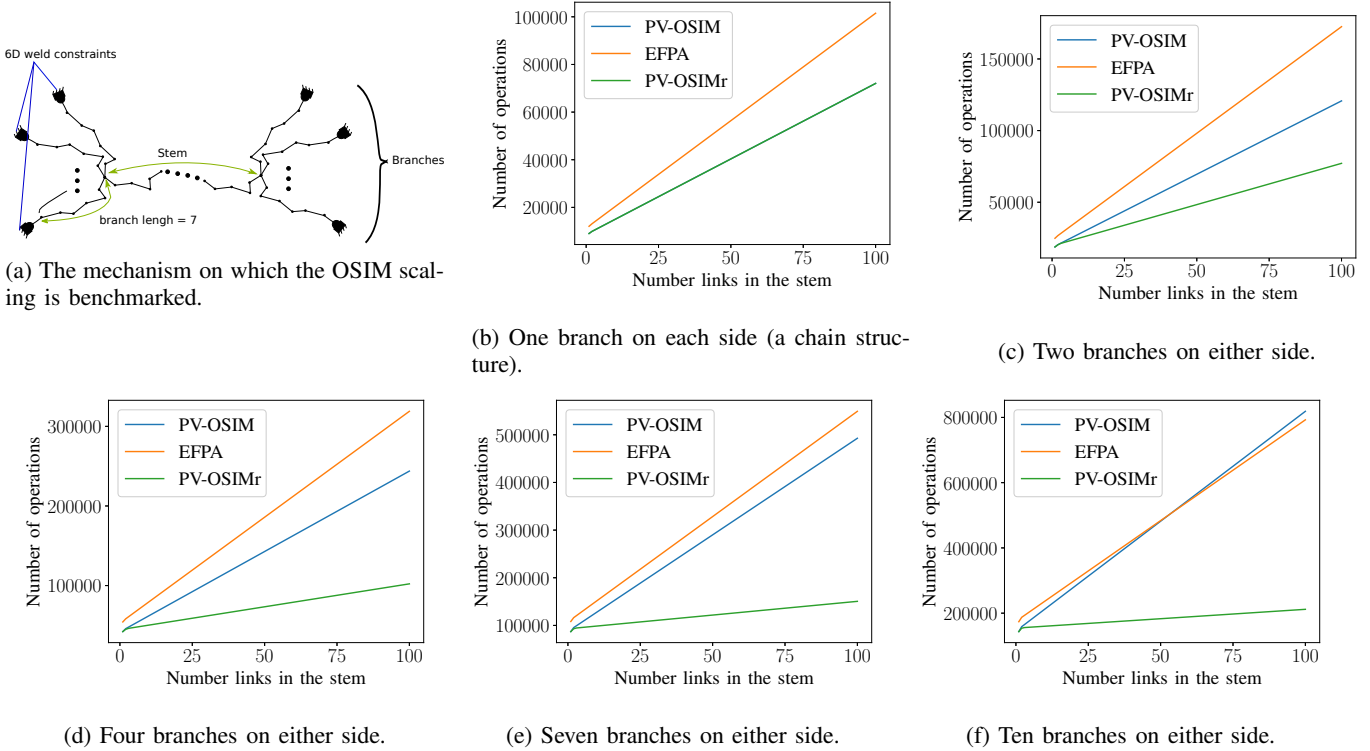 6D weld constraints
Stem
Branches
branch lengh = 7
(a) The mechanism on which the OSIM scal-
ing is benchmarked.
100000
80000
60000
40000
20000
Number of operations
PV-OSIM
EFPA
PV-OSIMr
0 25 50 75 100
Number links in the stem
(b) One branch on each side (a chain struc-
ture).
150000
100000
50000
Number of operations
PV-OSIM
EFPA
PV-OSIMr
0 25 50 75 100
Number links in the stem
(c) Two branches on either side.
300000
200000
100000
Number of operations
PV-OSIM
EFPA
PV-OSIMr
0 25 50 75 100
Number links in the stem
(d) Four branches on either side.
500000
400000
300000
200000
100000
Number of operations
PV-OSIM
EFPA
PV-OSIMr
0 25 50 75 100
Number links in the stem
(e) Seven branches on either side.
800000
600000
400000
200000
Number of operations
PV-OSIM
EFPA
PV-OSIMr
0 25 50 75 100
Number links in the stem
(f) Ten branches on either side.